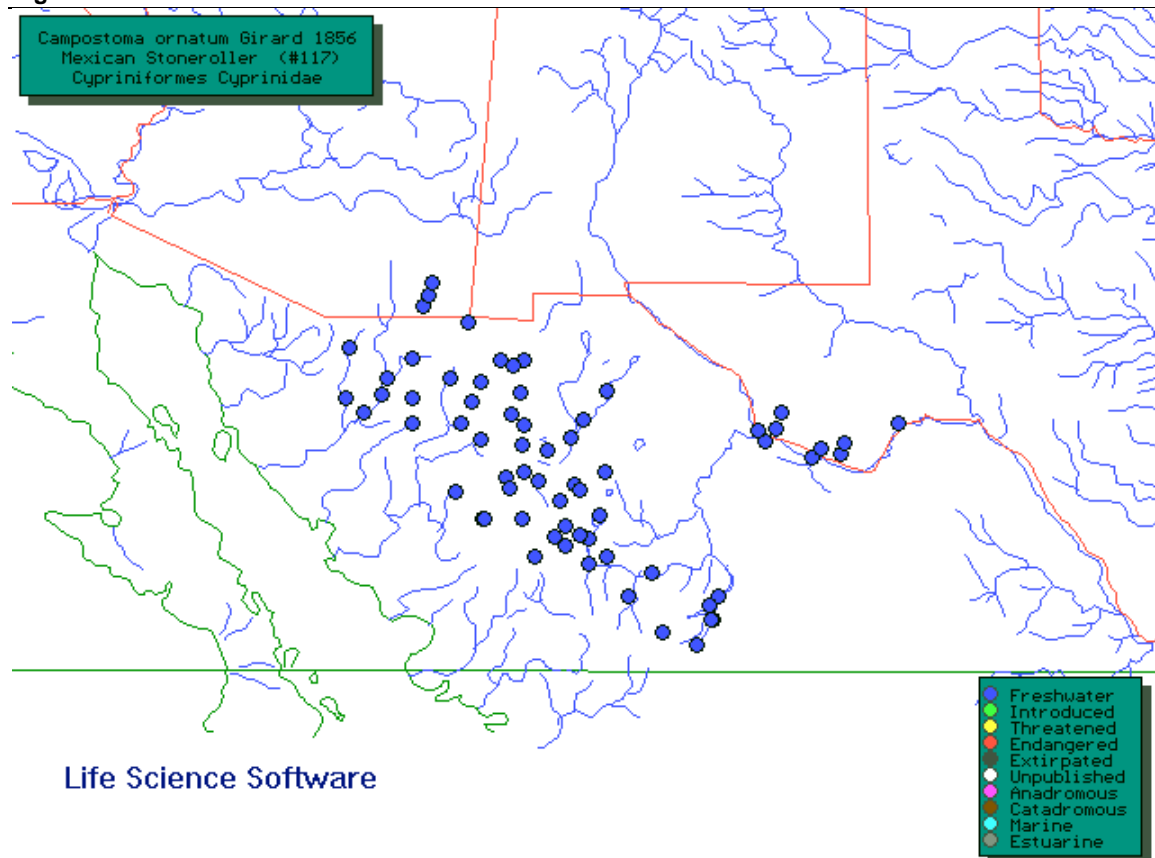 Campostoma ornatum Girard 1856
Mexican Stoneroller (#117)
Cypriniformes Cyprinidae
Freshwater
Introduced
Threatened
Endangered
Extirpated
Unpublished
Anadromous
Catadromous
Marine
Estuarine
Life Science Software